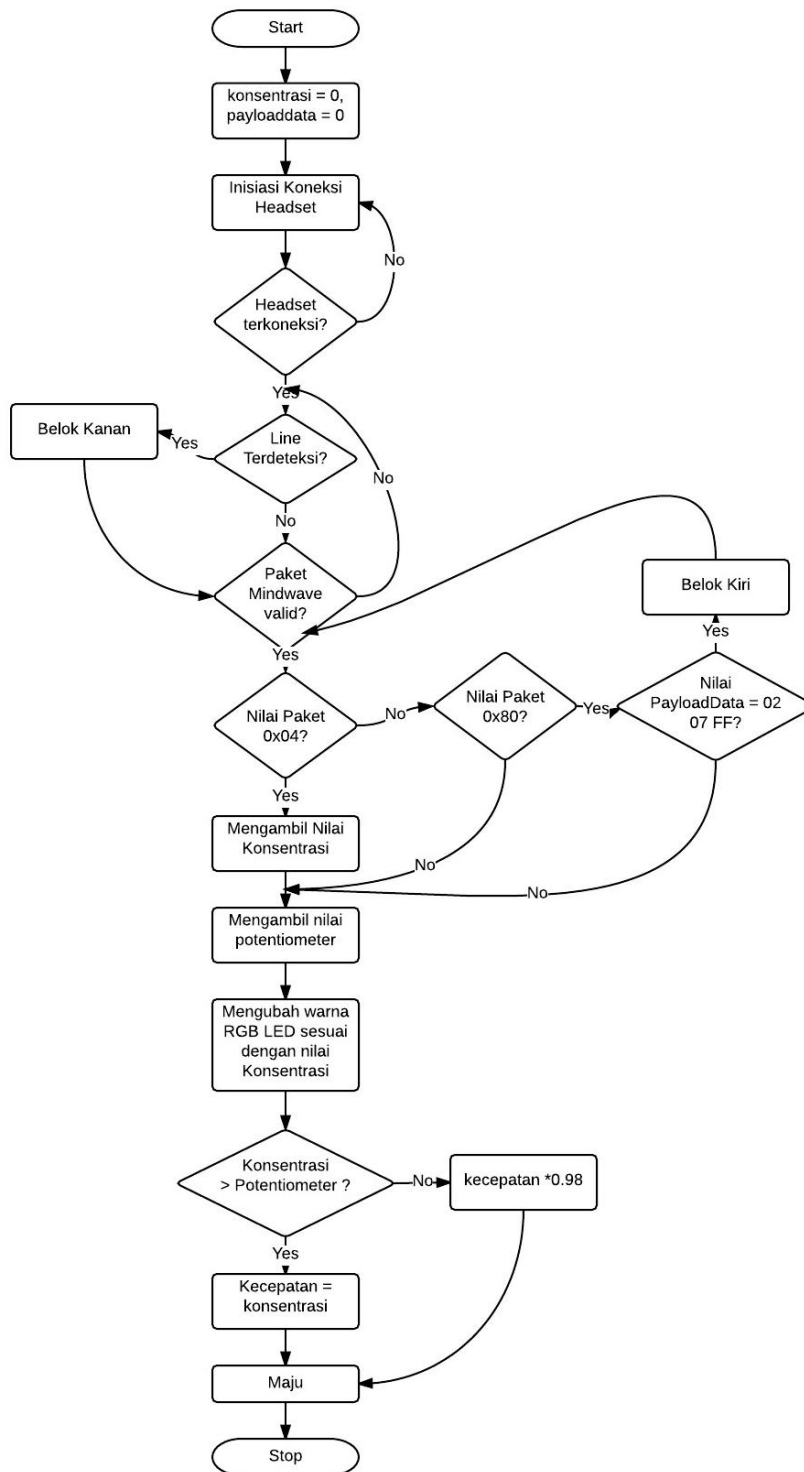 Start
konsentrasi = 0,
payloaddata = 0
Inisiasi Koneksi
Headset
No
Headset
terkoneksi?
Yes
Belok Kanan
Yes
Line
Terdeteksi?
No
No
Paket
Mindwave
valid?
Belok Kiri
Yes
Yes
Nilai Paket
0x04?
No
Nilai Paket
0x80?
Yes
Nilai
PayloadData = 02
07 FF?
Yes
Mengambil Nilai
Konsentrasi
No
No
Mengambil nilai
potentiometer
Mengubah warna
RGB LED sesuai
dengan nilai
Konsentrasi
Konsentrasi
> Potentiometer ?
No
kecepatan *0.98
Yes
Kecepatan =
konsentrasi
Maju
Stop